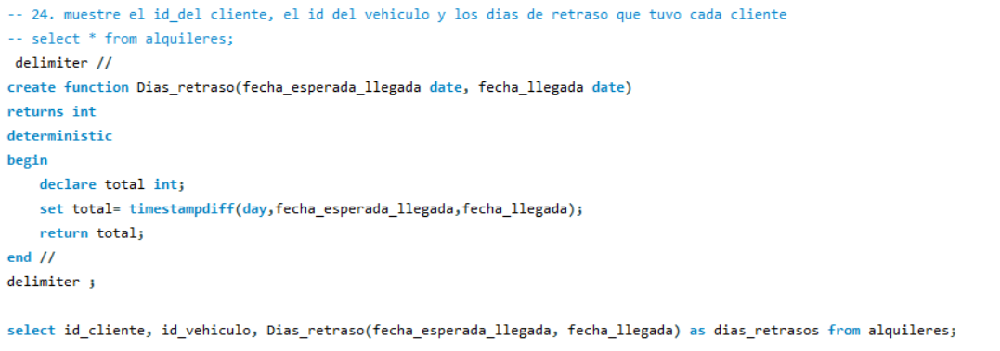 -- 24. muestre el id_del cliente, el id del vehiculo y los dias de retraso que tuvo cada cliente
-- select * from alquileres;
delimiter //
create function Dias_retraso(fecha_esperada_llegada date, fecha_llegada date)
returns int
deterministic
begin
declare total int;
set total= timestampdiff(day,fecha_esperada_llegada,fecha_llegada);
return total;
end //
delimiter ;
select id_cliente, id_vehiculo, Dias_retraso(fecha_esperada_llegada, fecha_llegada) as dias_retrasos from alquileres;